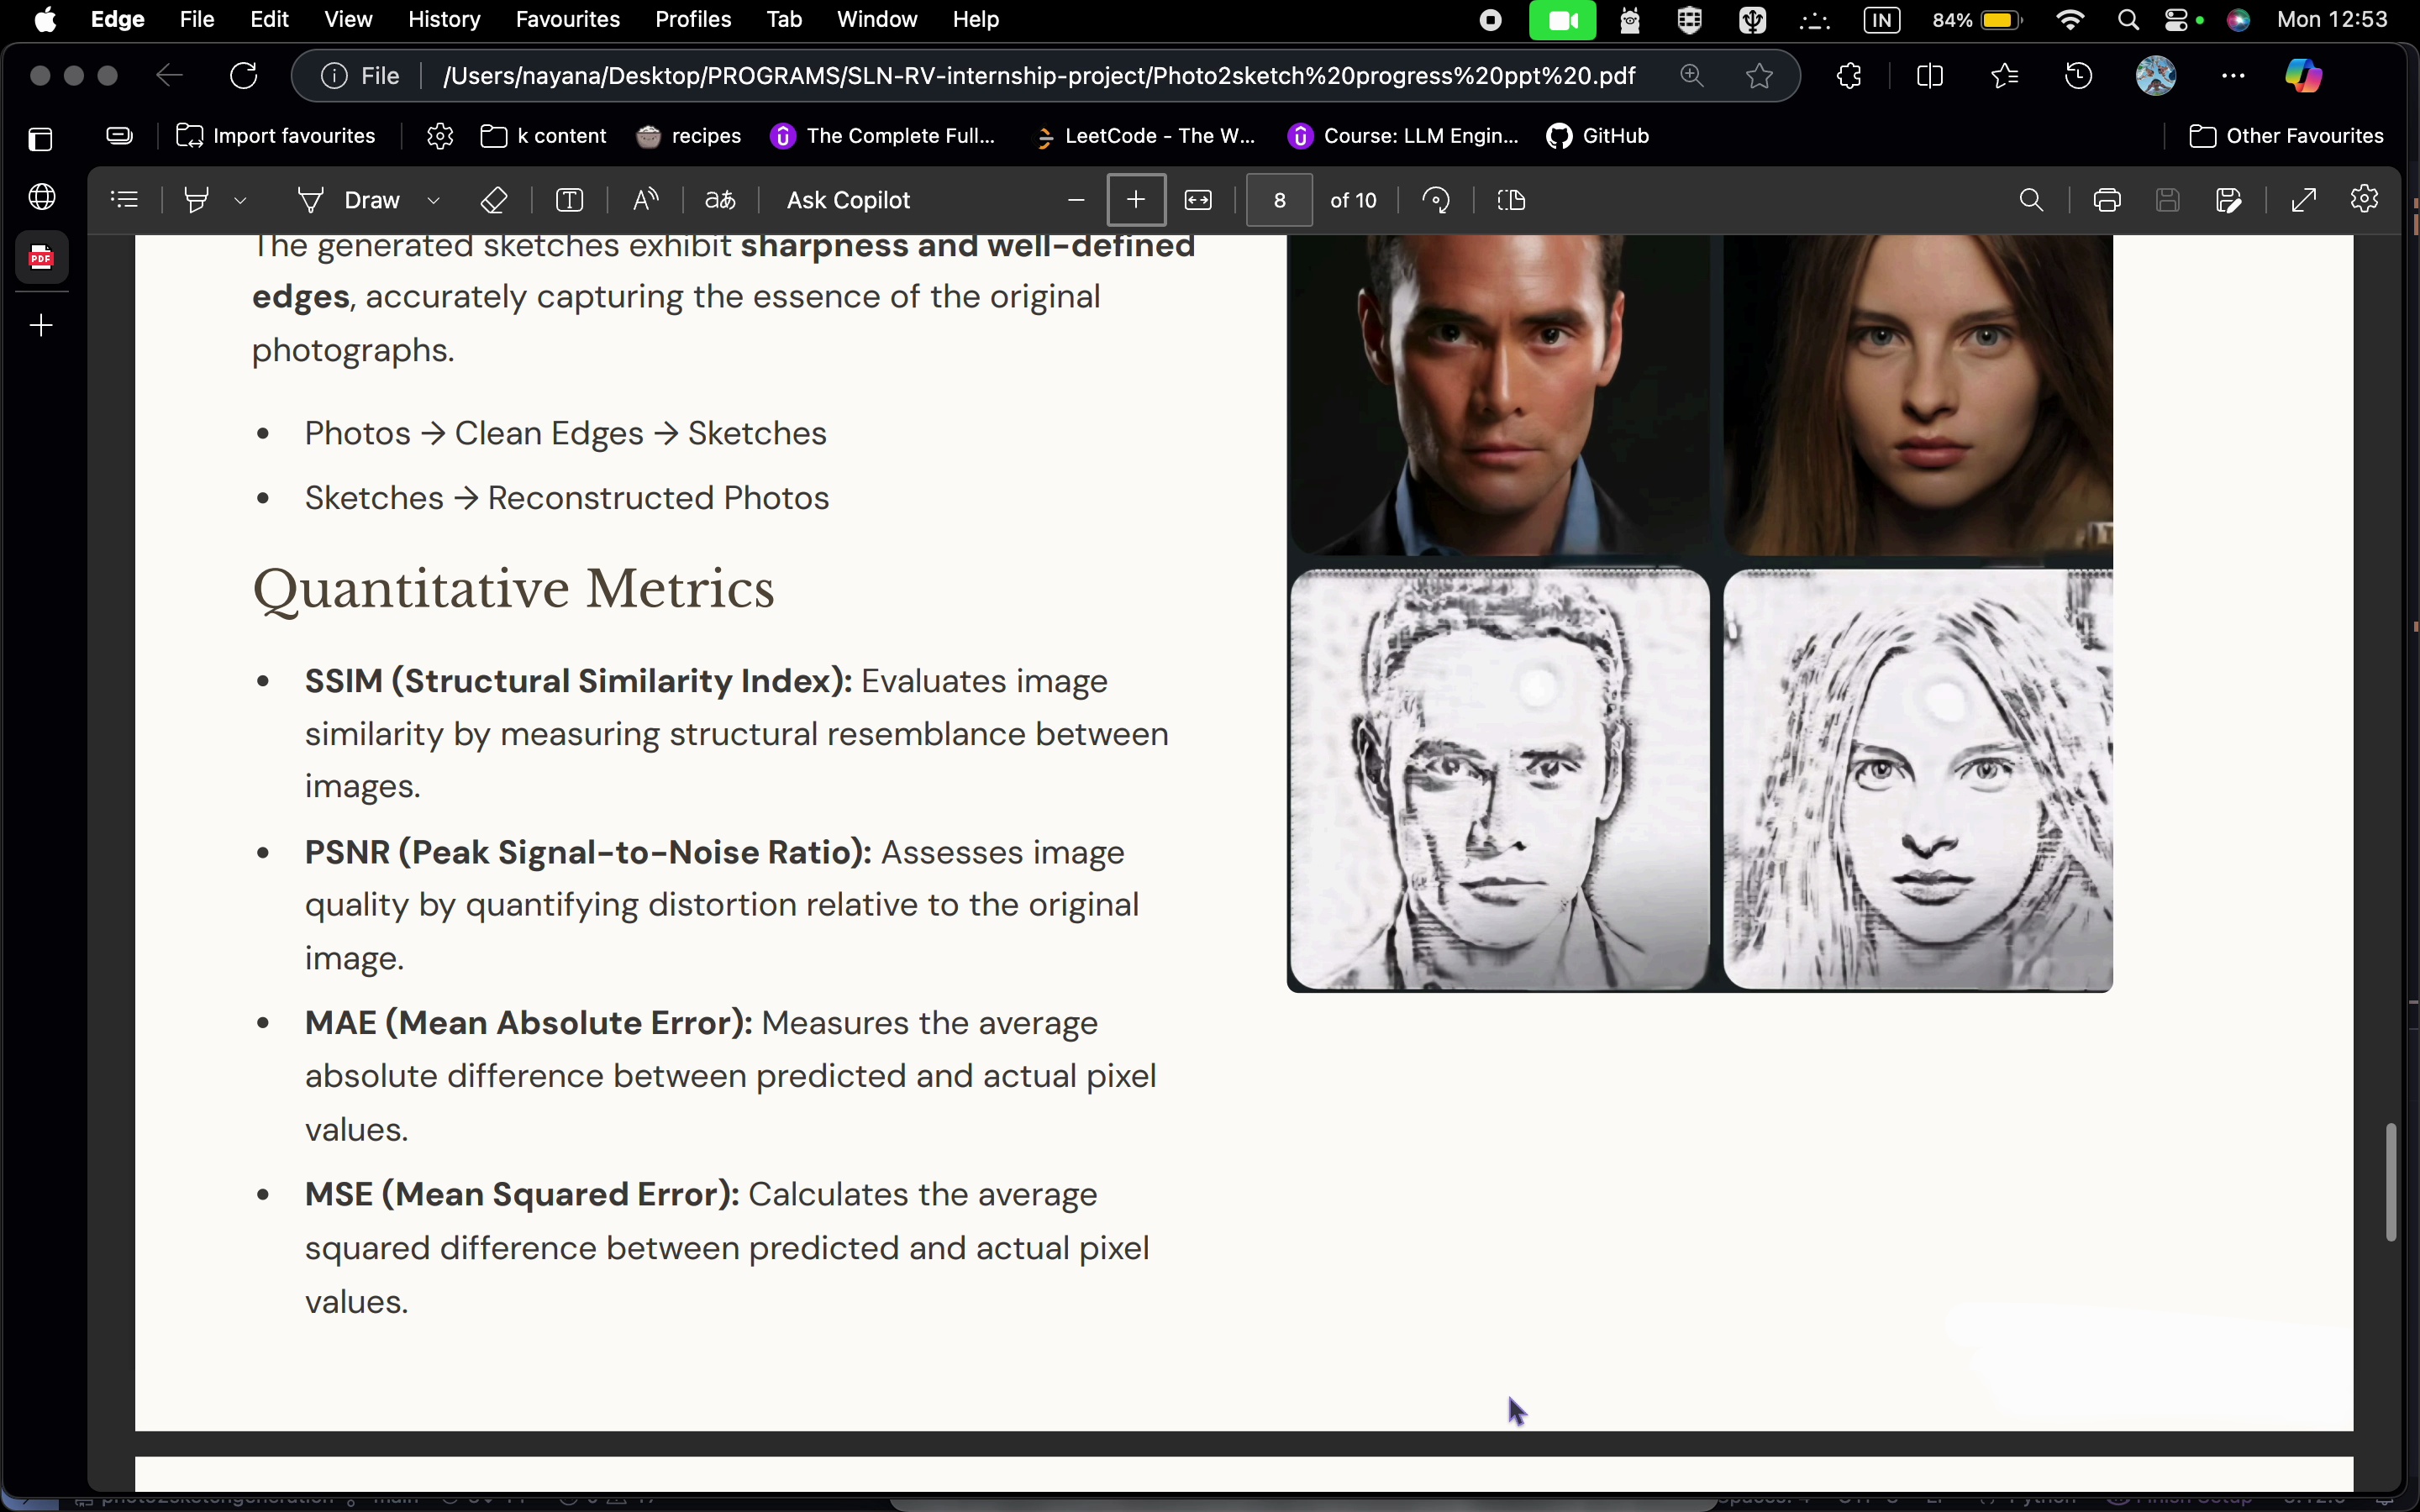 Edge File Edit View History Favourites Profiles Tab Window Help IN 84% Mon 12:53
File /Users/nayana/Desktop/PROGRAMS/SLN-RV-internship-project/Photo2sketch%20progress%20ppt%20.pdf
Import favourites k content recipes The Complete Full... LeetCode - The W... Course: LLM Engin... GitHub Other Favourites
Draw Ask Copilot 8 of 10
PDF
The generated sketches exhibit sharpness and well-defined
edges, accurately capturing the essence of the original
photographs.
• Photos → Clean Edges → Sketches
• Sketches → Reconstructed Photos
Quantitative Metrics
• SSIM (Structural Similarity Index): Evaluates image
similarity by measuring structural resemblance between
images.
• PSNR (Peak Signal-to-Noise Ratio): Assesses image
quality by quantifying distortion relative to the original
image.
• MAE (Mean Absolute Error): Measures the average
absolute difference between predicted and actual pixel
values.
• MSE (Mean Squared Error): Calculates the average
squared difference between predicted and actual pixel
values.